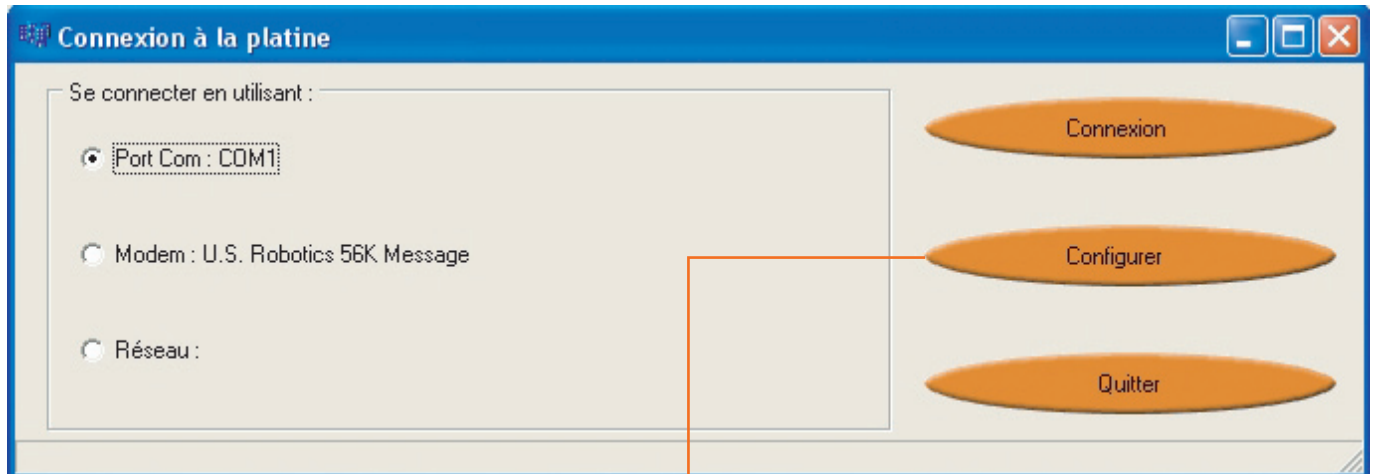 Connexion à la platine
Se connecter en utilisant :
Port Com : COM1
Modem : U.S. Robotics 56K Message
Réseau :
Connexion
Configurer
Quitter